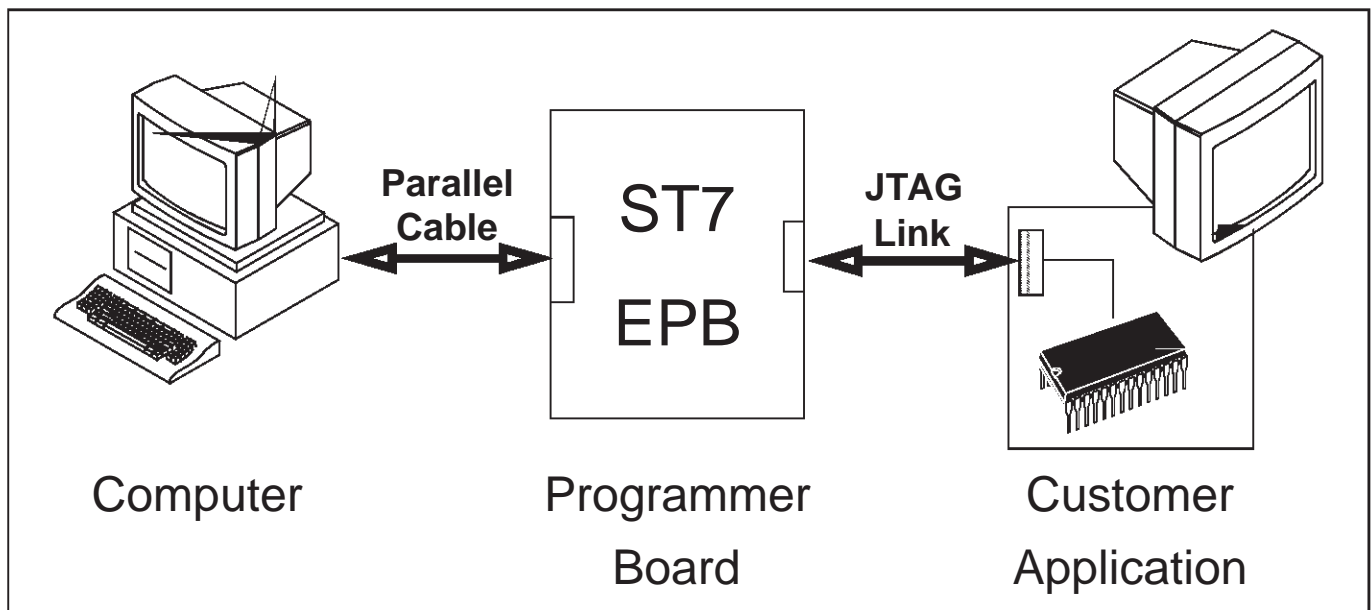 Parallel
Cable
ST7
EPB
JTAG
Link
Computer
Programmer
Board
Customer
Application